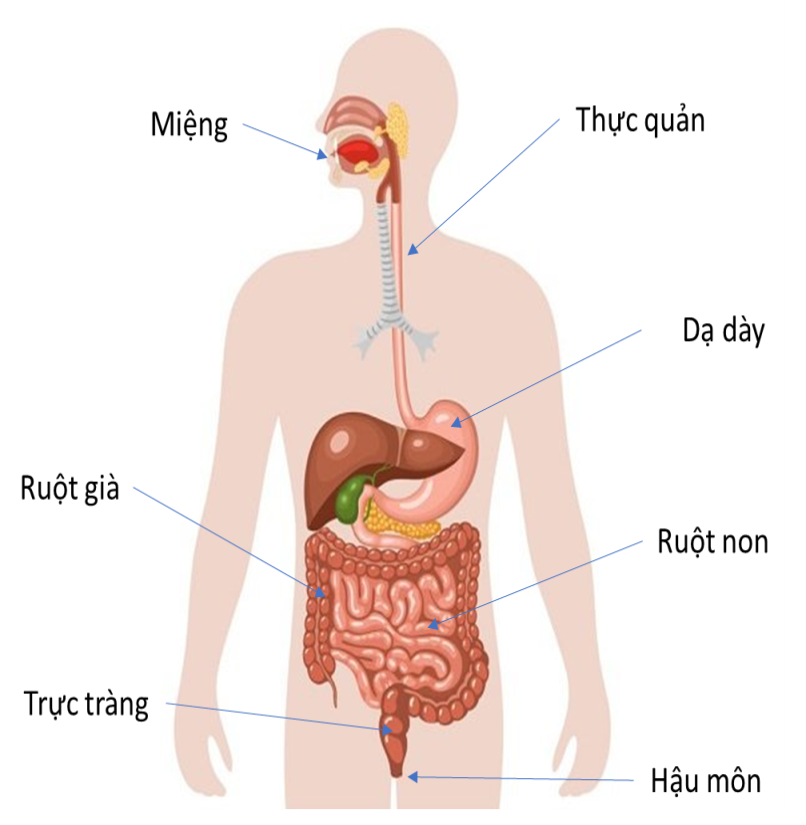 Miệng
Thực quản
Dạ dày
Ruột già
Ruột non
Trực tràng
Hậu môn